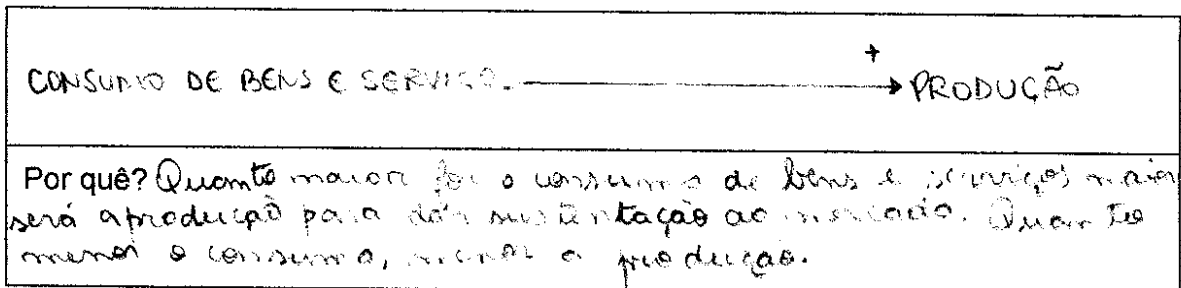 CONSUMO DE BENS E SERVIÇO. + PRODUÇÃO
Por quê? Quanto maior for o consumo de bens e serviços maior
será a produção para dár sustentação ao mercado. Quanto
menor o consumo, menor a produção.